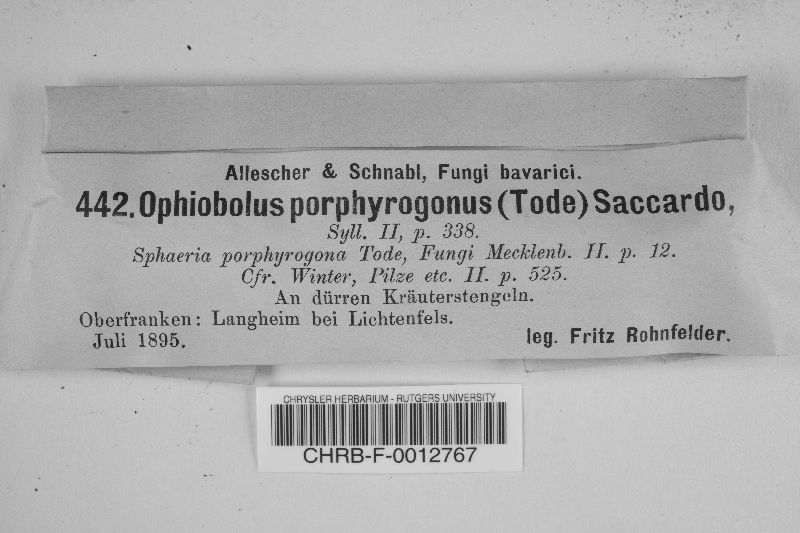 Allescher & Schnabl, Fungi bavarici.
442. Ophiobolus porphyrogonus (Tode) Saccardo,
Syll. II, p. 338.
Sphaeria porphyrogona Tode, Fungi Mecklenb. II. p. 12.
Cfr. Winter, Pilze etc. II. p. 525.
An dürren Kräuterstengeln.
Oberfranken: Langheim bei Lichtenfels.
Juli 1895.
leg. Fritz Rohnfelder.
CHRYSLER HERBARIUM - RUTGERS UNIVERSITY
CHRB-F-0012767